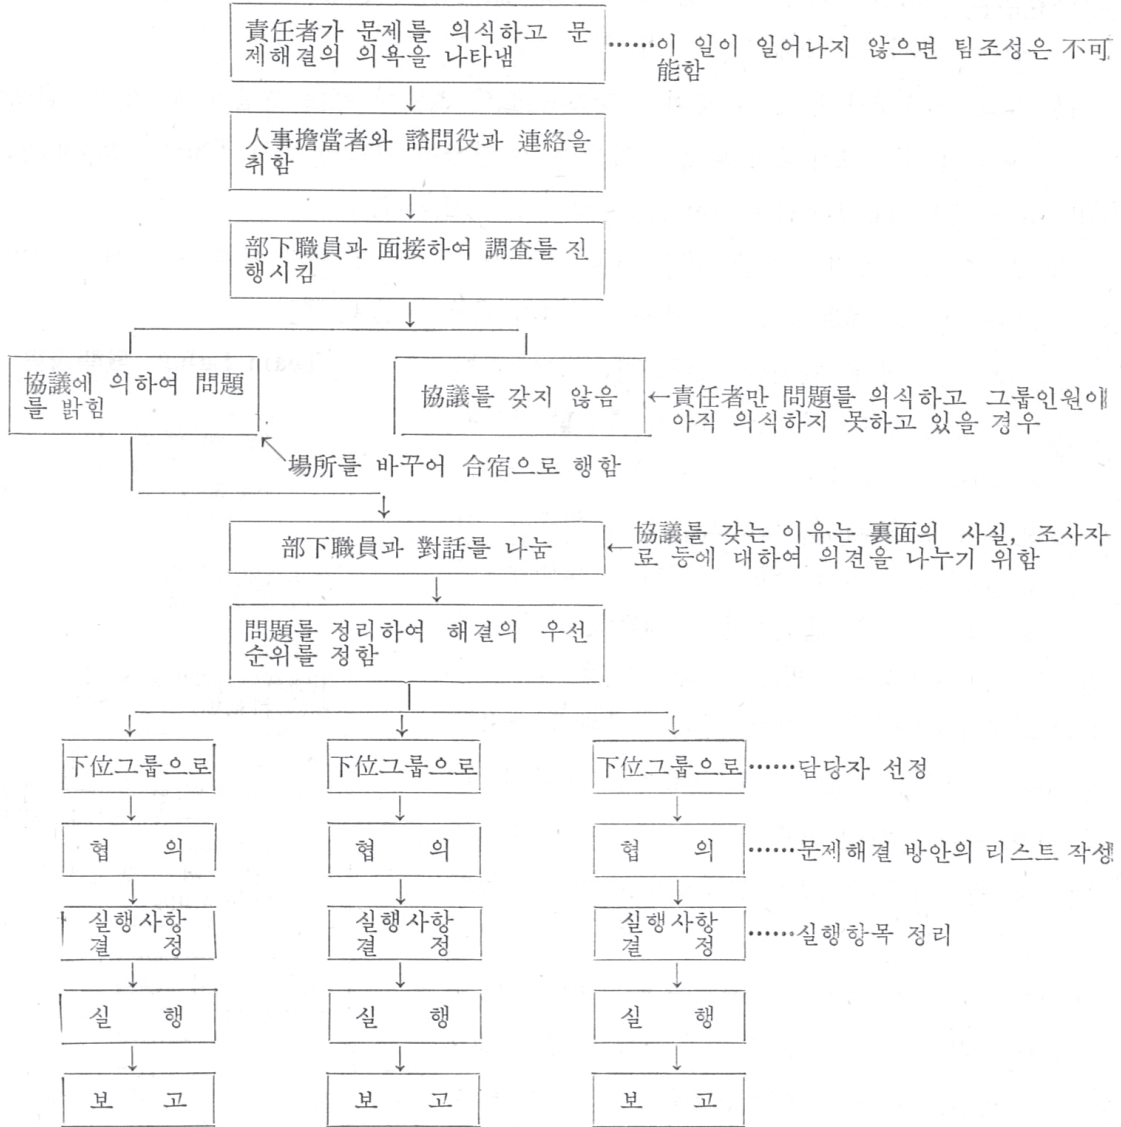 責任者가 문제를 의식하고 문
제해결의 의욕을 나타냄
……이 일이 일어나지 않으면 팀조성은 不可
能함
人事擔當者와 諮問役과 連絡을
취함
部下職員과 面接하여 調査를 진
행시킴
協議에 의하여 問題
를 밝힘
協議를 갖지 않음
←責任者만 問題를 의식하고 그룹인원이
아직 의식하지 못하고 있을 경우
場所를 바꾸어 合宿으로 행함
部下職員과 對話를 나눔
←協議를 갖는 이유는 裏面의 사실, 조사자
료 등에 대하여 의견을 나누기 위함
問題를 정리하여 해결의 우선
순위를 정함
下位그룹으로 下位그룹으로 下位그룹으로……담당자 선정
협 의 협 의 협 의……문제해결 방안의 리스트 작성
실행사항 실행사항 실행사항
결 정 결 정 결 정……실행항목 정리
실 행 실 행 실 행
보 고 보 고 보 고